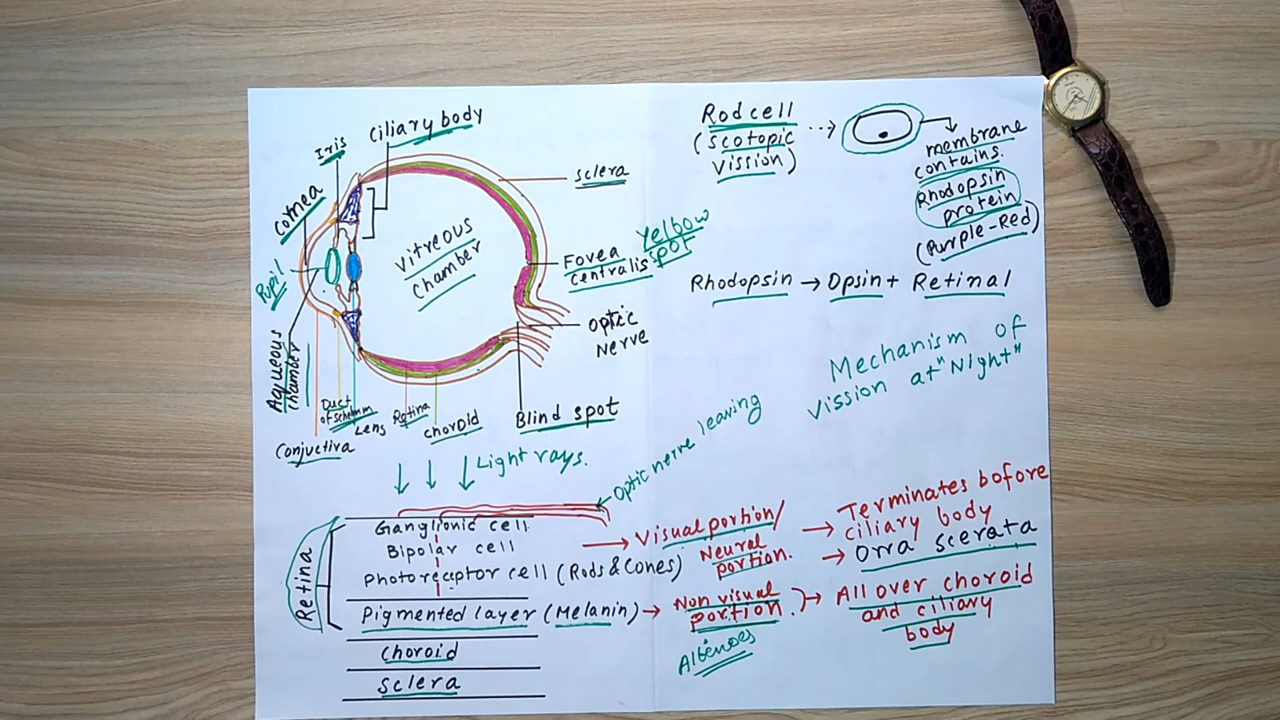 Ciliary body
Iris
Cornea
Pupil
Aqueous
chamber
Vitreous
chamber
sclera
Yellow
spot
Fovea
centralis
Optic
Nerve
Blind spot
Duct
of schelmm
Lens
Retina
choroid
Conjuctiva
Light rays.
Optic nerve leaving
Retina
Ganglionic cell
Bipolar cell
Photoreceptor cell (Rods & Cones)
Pigmented layer (Melanin)
choroid
sclera
Visual portion/
Neural
portion.
Terminates bofore
ciliary body
Orra scerata
Non visual
portion.
Albenoes
All over choroid
and ciliary
body
Rod cell
(scotopic
vission)
membrane
contains.
Rhodopsin
protein
(Purple-Red)
Rhodopsin → Opsin + Retinal
Mechanism of
vission at "Night"